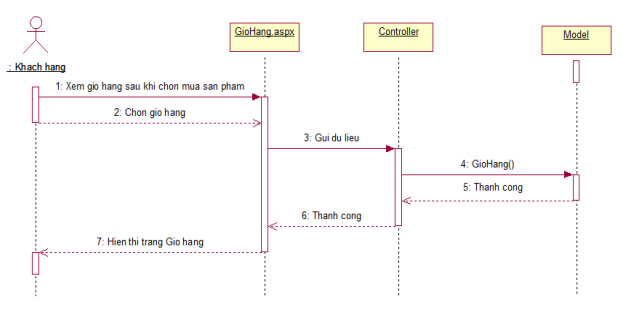 GioHang.aspx
Controller
Model
: Khach hang
1: Xem gio hang sau khi chon mua san pham
2: Chon gio hang
3: Gui du lieu
4: GioHang()
5: Thanh cong
6: Thanh cong
7: Hien thi trang Gio hang